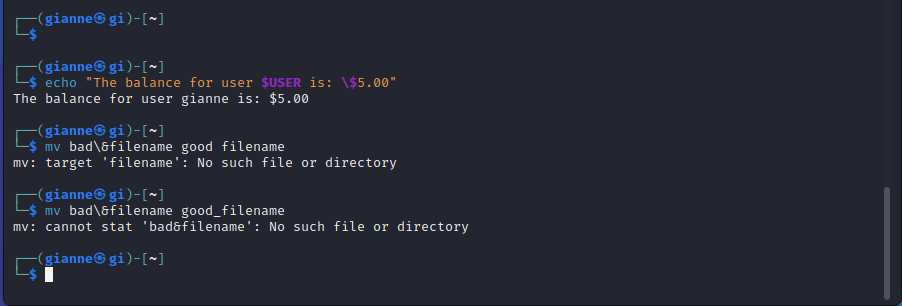 ┌──(gianne㉿gi)-[~]
└─$
┌──(gianne㉿gi)-[~]
└─$ echo "The balance for user $USER is: \$5.00"
The balance for user gianne is: $5.00
┌──(gianne㉿gi)-[~]
└─$ mv bad\&filename good filename
mv: target 'filename': No such file or directory
┌──(gianne㉿gi)-[~]
└─$ mv bad\&filename good_filename
mv: cannot stat 'bad&filename': No such file or directory
┌──(gianne㉿gi)-[~]
└─$